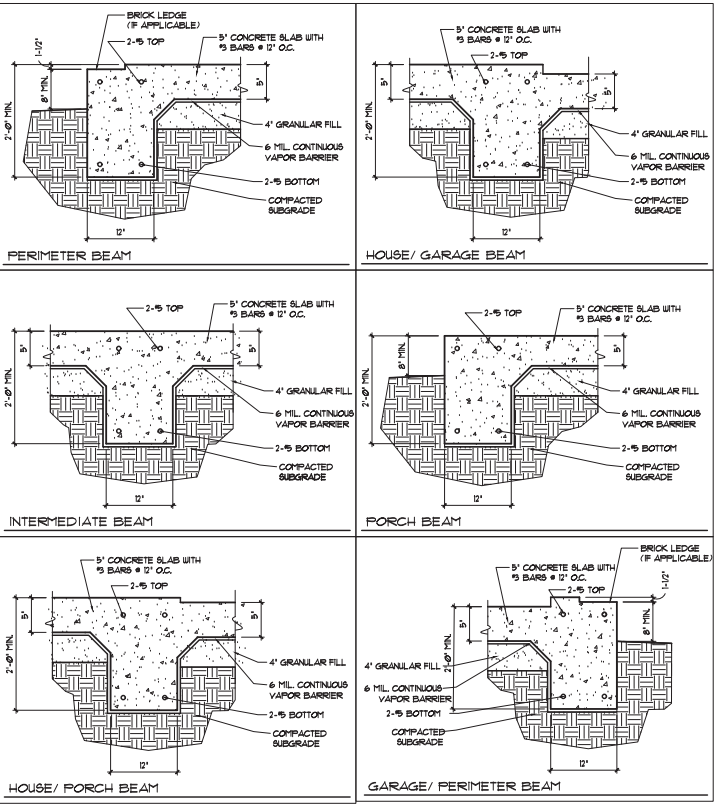 BRICK LEDGE
(IF APPLICABLE)
2-#5 TOP
5" CONCRETE SLAB WITH
#3 BARS @ 12" O.C.
1-1/2"
8" MIN.
2'-0" MIN.
5"
4" GRANULAR FILL
6 MIL. CONTINUOUS
VAPOR BARRIER
2-#5 BOTTOM
COMPACTED
SUBGRADE
12"
PERIMETER BEAM
5" CONCRETE SLAB WITH
#3 BARS @ 12" O.C.
2-#5 TOP
5"
2'-0" MIN.
5"
4" GRANULAR FILL
6 MIL. CONTINUOUS
VAPOR BARRIER
2-#5 BOTTOM
COMPACTED
SUBGRADE
12"
HOUSE/ GARAGE BEAM
2-#5 TOP
5" CONCRETE SLAB WITH
#3 BARS @ 12" O.C.
5"
2'-0" MIN.
5"
4" GRANULAR FILL
6 MIL. CONTINUOUS
VAPOR BARRIER
2-#5 BOTTOM
COMPACTED
SUBGRADE
12"
INTERMEDIATE BEAM
2-#5 TOP
5" CONCRETE SLAB WITH
#3 BARS @ 12" O.C.
8" MIN.
2'-0" MIN.
5"
4" GRANULAR FILL
6 MIL. CONTINUOUS
VAPOR BARRIER
2-#5 BOTTOM
COMPACTED
SUBGRADE
12"
PORCH BEAM
5" CONCRETE SLAB WITH
#3 BARS @ 12" O.C.
2-#5 TOP
5"
2'-0" MIN.
5"
4" GRANULAR FILL
6 MIL. CONTINUOUS
VAPOR BARRIER
2-#5 BOTTOM
COMPACTED
SUBGRADE
12"
HOUSE/ PORCH BEAM
BRICK LEDGE
(IF APPLICABLE)
5" CONCRETE SLAB WITH
#3 BARS @ 12" O.C.
2-#5 TOP
1-1/2"
8" MIN.
5"
2'-0" MIN.
4" GRANULAR FILL
6 MIL. CONTINUOUS
VAPOR BARRIER
2-#5 BOTTOM
COMPACTED
SUBGRADE
12"
GARAGE/ PERIMETER BEAM